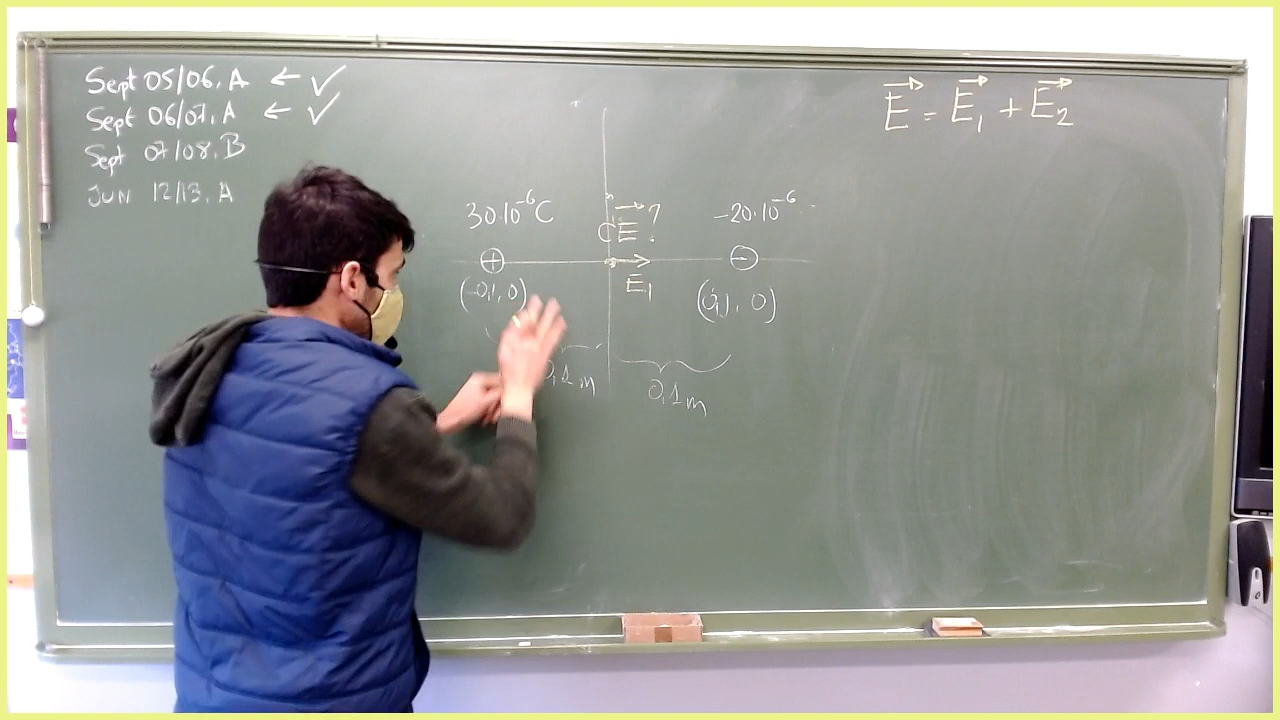 Sept 05/06, A ← ✓
Sept 06/07, A ← ✓
Sept 07/08, B
JUN 12/13, A
E = E₁ + E₂
30·10⁻⁶ C
-20·10⁻⁶
E ?
+
-
E₁
(-0,1, 0)
(0,1, 0)
0,1 m
0,1 m